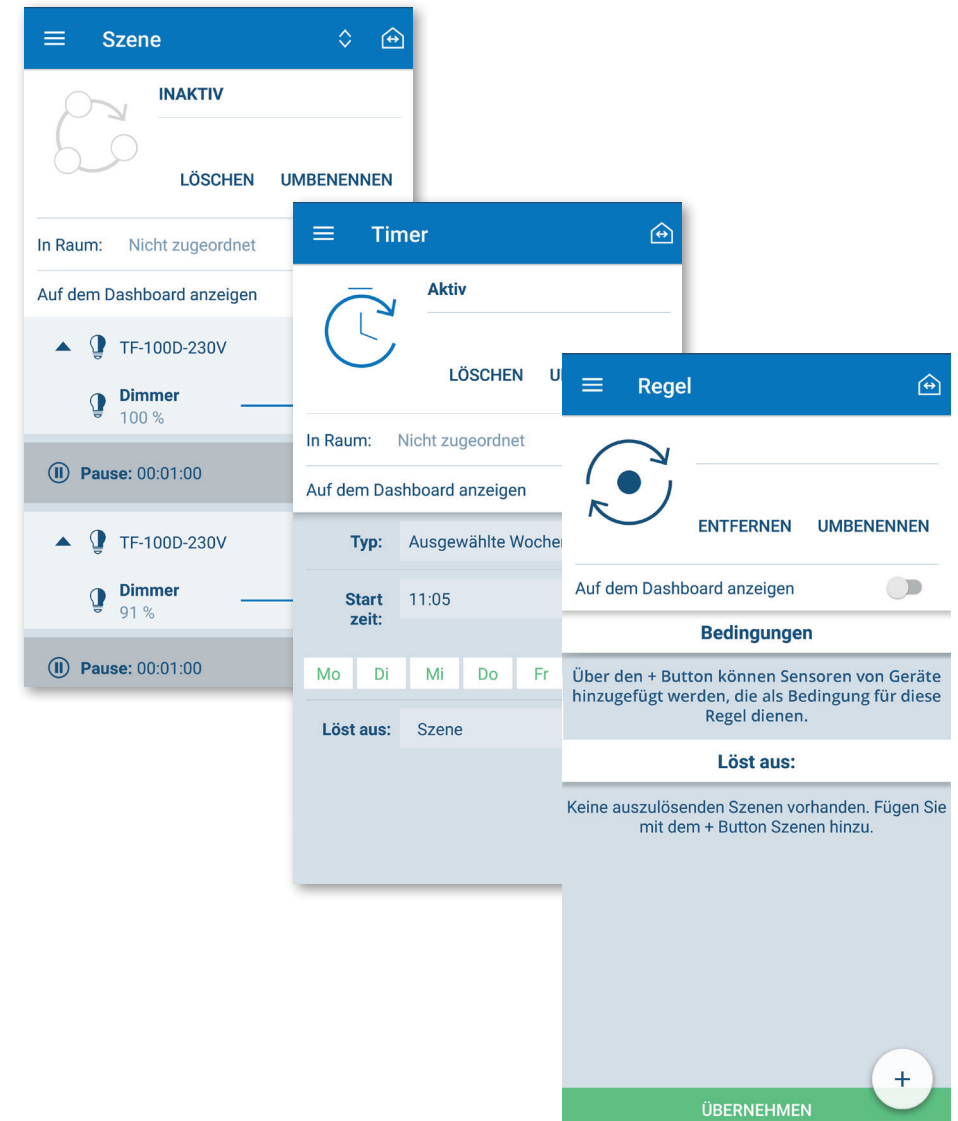 Szene
INAKTIV
LÖSCHEN UMBENENNEN
In Raum: Nicht zugeordnet
Auf dem Dashboard anzeigen
TF-100D-230V
Dimmer
100 %
Pause: 00:01:00
TF-100D-230V
Dimmer
91 %
Pause: 00:01:00
Timer
Aktiv
LÖSCHEN U
In Raum: Nicht zugeordnet
Auf dem Dashboard anzeigen
Typ: Ausgewählte Woche
Start
zeit: 11:05
Mo Di Mi Do Fr
Löst aus: Szene
Regel
ENTFERNEN UMBENENNEN
Auf dem Dashboard anzeigen
Bedingungen
Über den + Button können Sensoren von Geräte
hinzugefügt werden, die als Bedingung für diese
Regel dienen.
Löst aus:
Keine auszulösenden Szenen vorhanden. Fügen Sie
mit dem + Button Szenen hinzu.
+
ÜBERNEHMEN